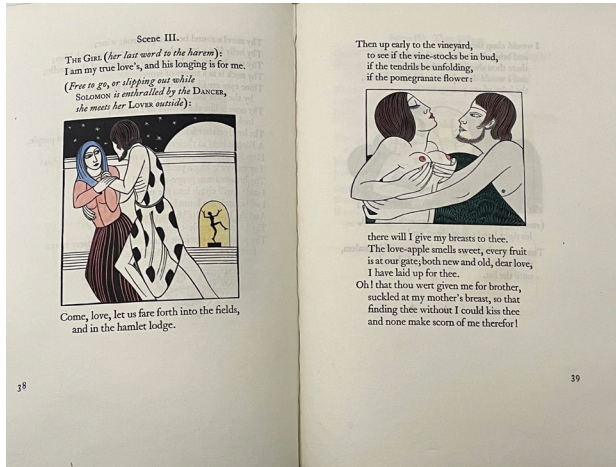 Scene III.
THE GIRL (her last word to the harem):
I am my true love's, and his longing is for me.
(Free to go, or slipping out while
SOLOMON is enthralled by the DANCER,
she meets her LOVER outside):
Come, love, let us fare forth into the fields,
and in the hamlet lodge.
38
Then up early to the vineyard,
to see if the vine-stocks be in bud,
if the tendrils be unfolding,
if the pomegranate flower:
there will I give my breasts to thee.
The love-apple smells sweet, every fruit
is at our gate; both new and old, dear love,
I have laid up for thee.
Oh! that thou wert given me for brother,
suckled at my mother's breast, so that
finding thee without I could kiss thee
and none make scorn of me therefor!
39